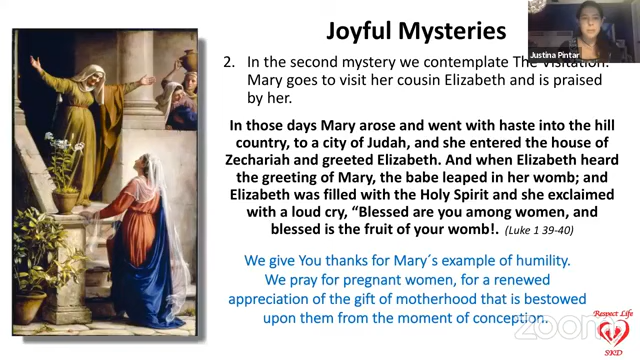 Joyful Mysteries
Justina Pintar
2. In the second mystery we contemplate The Visitation.
Mary goes to visit her cousin Elizabeth and is praised
by her.
In those days Mary arose and went with haste into the hill
country, to a city of Judah, and she entered the house of
Zechariah and greeted Elizabeth. And when Elizabeth heard
the greeting of Mary, the babe leaped in her womb; and
Elizabeth was filled with the Holy Spirit and she exclaimed
with a loud cry, “Blessed are you among women, and
blessed is the fruit of your womb!. (Luke 1 39-40)
We give You thanks for Mary´s example of humility.
We pray for pregnant women, for a renewed
appreciation of the gift of motherhood that is bestowed
upon them from the moment of conception.
Respect Life
SKD
zoom